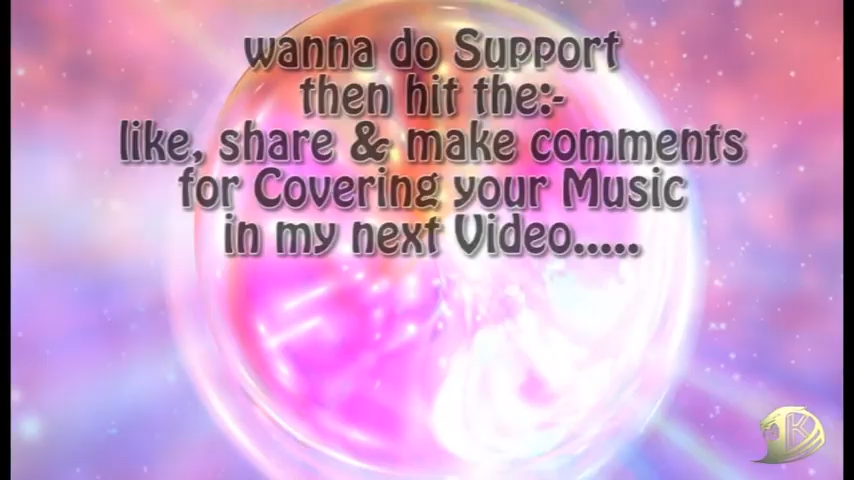 wanna do Support
then hit the:-
like, share & make comments
for Covering your Music
in my next Video.....
K